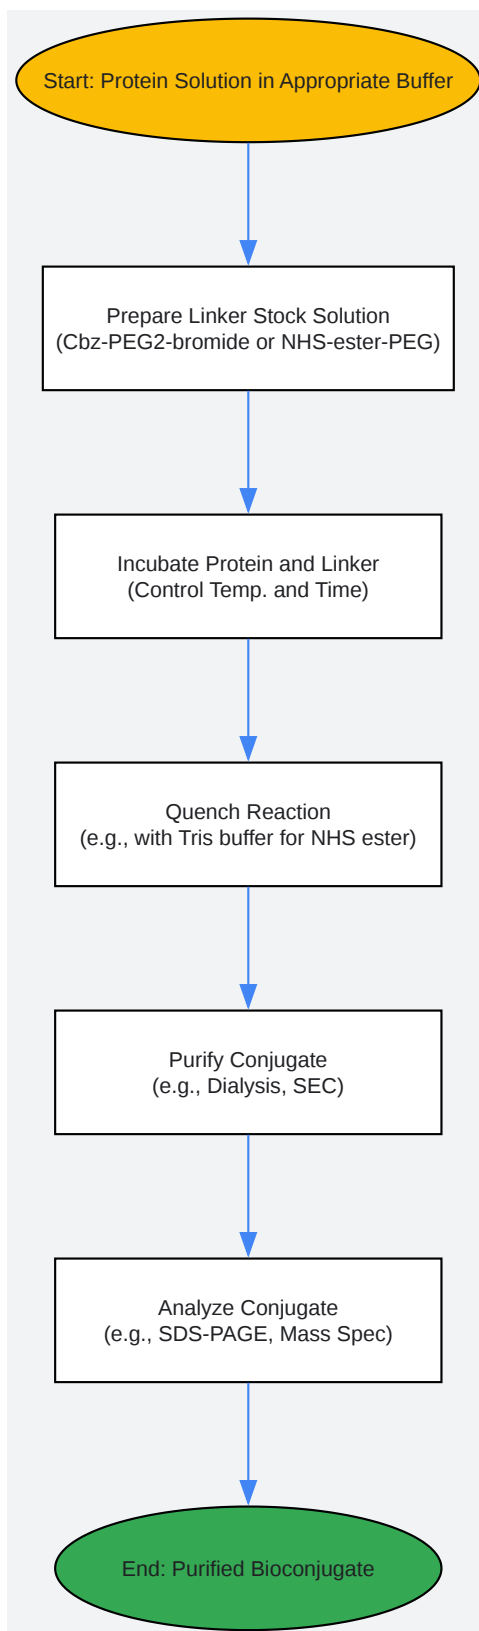 Start: Protein Solution in Appropriate Buffer
Prepare Linker Stock Solution
(Cbz-PEG2-bromide or NHS-ester-PEG)
Incubate Protein and Linker
(Control Temp. and Time)
Quench Reaction
(e.g., with Tris buffer for NHS ester)
Purify Conjugate
(e.g., Dialysis, SEC)
Analyze Conjugate
(e.g., SDS-PAGE, Mass Spec)
End: Purified Bioconjugate